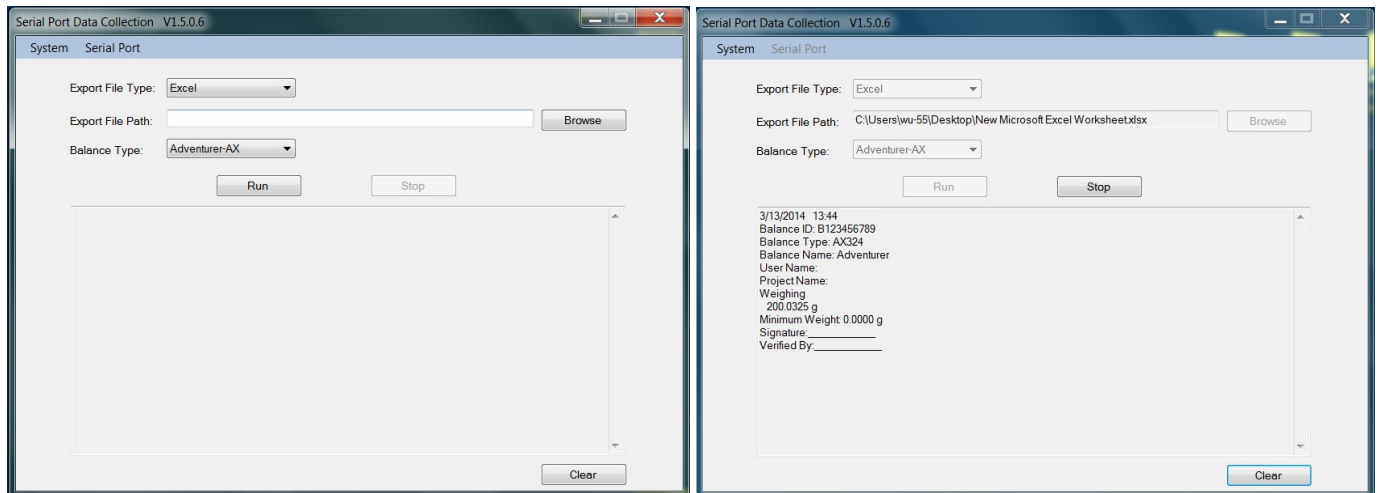 Serial Port Data Collection V1.5.0.6
System Serial Port
Export File Type: Excel
Export File Path: Browse
Balance Type: Adventurer-AX
Run Stop
Clear
Serial Port Data Collection V1.5.0.6
System Serial Port
Export File Type: Excel
Export File Path: C:\Users\wu-55\Desktop\New Microsoft Excel Worksheet.xlsx Browse
Balance Type: Adventurer-AX
Run Stop
3/13/2014 13:44
Balance ID: B123456789
Balance Type: AX324
Balance Name: Adventurer
User Name:
Project Name:
Weighing
200.0325 g
Minimum Weight: 0.0000 g
Signature:____________
Verified By:____________
Clear